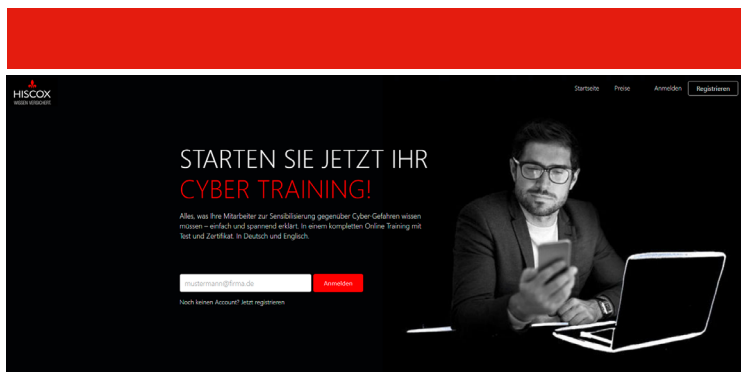 HISCOX
WISSEN VERSICHERT.
Startseite
Preise
Anmelden
Registrieren
STARTEN SIE JETZT IHR
CYBER TRAINING!
Alles, was Ihre Mitarbeiter zur Sensibilisierung gegenüber Cyber-Gefahren wissen
müssen – einfach und spannend erklärt. In einem kompletten Online Training mit
Test und Zertifikat. In Deutsch und Englisch.
mustermann@firma.de
Anmelden
Noch keinen Account? Jetzt registrieren